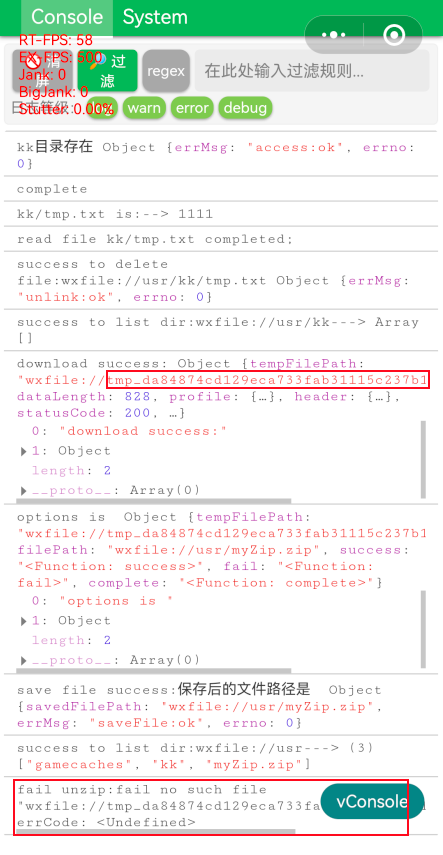 Console System
RT-FPS: 58
EX-FPS: 500
Jank: 0
BigJank: 0
Stutter: 0.00%
清屏
过滤
regex
在此处输入过滤规则...
日志等级:
warn error debug
kk目录存在 Object {errMsg: "access:ok", errno:
0}
complete
kk/tmp.txt is:--> 1111
read file kk/tmp.txt completed;
success to delete
file:wxfile://usr/kk/tmp.txt Object {errMsg:
"unlink:ok", errno: 0}
success to list dir:wxfile://usr/kk---> Array
[]
download success: Object {tempFilePath:
"wxfile://tmp_da84874cd129eca733fab31115c237b1
dataLength: 828, profile: {…}, header: {…},
statusCode: 200, …}
0: "download success:"
1: Object
length: 2
__proto__: Array(0)
options is Object {tempFilePath:
"wxfile://tmp_da84874cd129eca733fab31115c237b1
filePath: "wxfile://usr/myZip.zip", success:
"<Function: success>", fail: "<Function:
fail>", complete: "<Function: complete>"}
0: "options is "
1: Object
length: 2
__proto__: Array(0)
save file success:保存后的文件路径是 Object
{savedFilePath: "wxfile://usr/myZip.zip",
errMsg: "saveFile:ok", errno: 0}
success to list dir:wxfile://usr---> (3)
["gamecaches", "kk", "myZip.zip"]
fail unzip:fail no such file
"wxfile://tmp_da84874cd129eca733fa
vConsole
errCode: <Undefined>